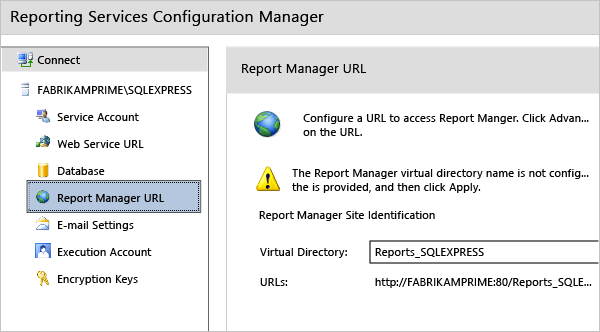 Reporting Services Configuration Manager
Connect
FABRIKAMPRIME\SQLEXPRESS
Service Account
Web Service URL
Database
Report Manager URL
E-mail Settings
Execution Account
Encryption Keys
Report Manager URL
Configure a URL to access Report Manger. Click Advan...
on the URL.
The Report Manager virtual directory name is not config...
the is provided, and then click Apply.
Report Manager Site Identification
Virtual Directory: Reports_SQLEXPRESS
URLs: http://FABRIKAMPRIME:80/Reports_SQLE...